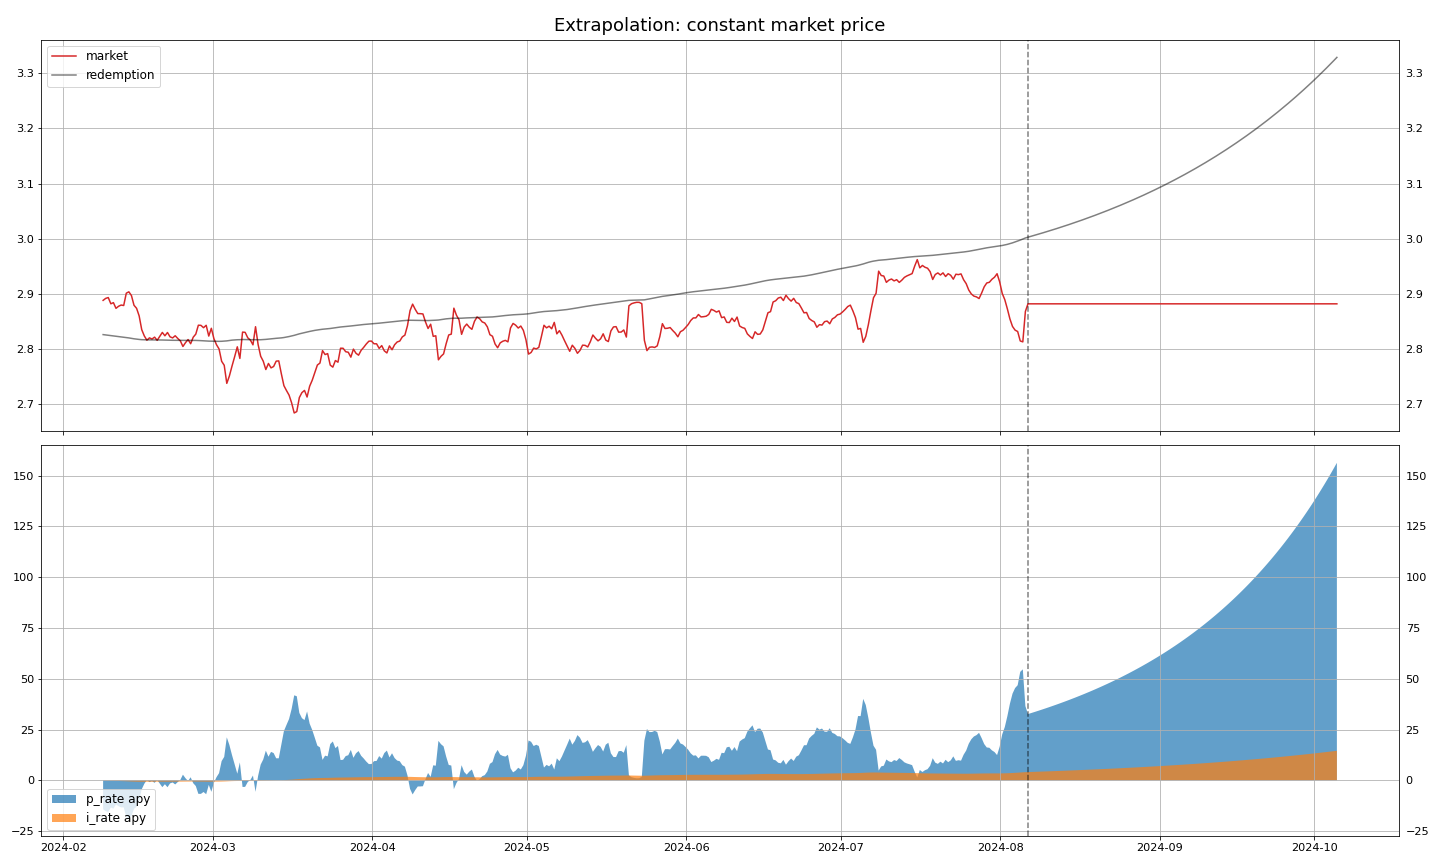 Extrapolation: constant market price
market
redemption
3.3 3.3
3.2 3.2
3.1 3.1
3.0 3.0
2.9 2.9
2.8 2.8
2.7 2.7
150 150
125 125
100 100
75 75
50 50
25 25
0 0
p_rate apy
i_rate apy
−25 −25
2024-02 2024-03 2024-04 2024-05 2024-06 2024-07 2024-08 2024-09 2024-10